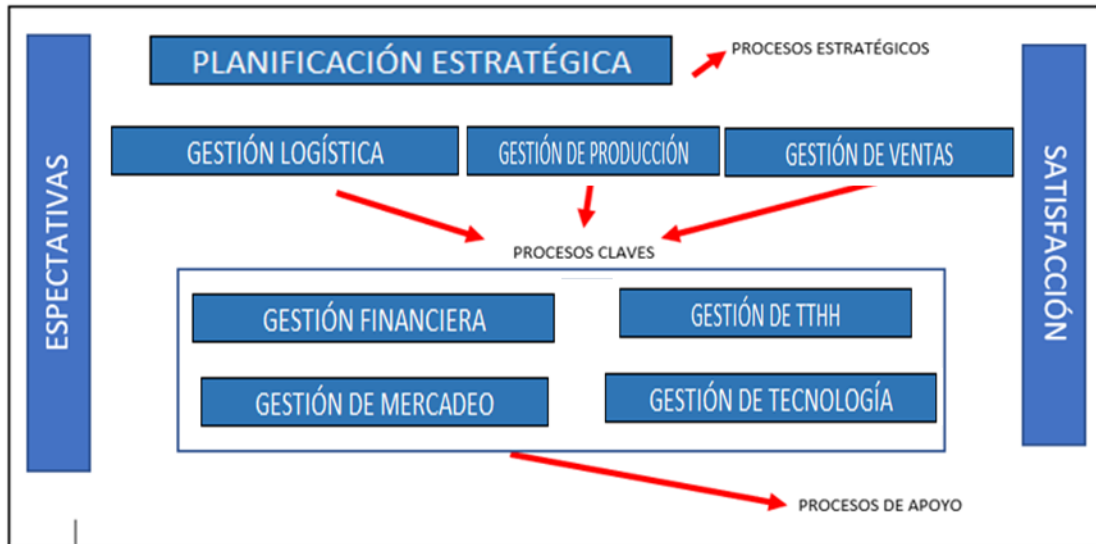 ESPECTATIVAS
PLANIFICACIÓN ESTRATÉGICA
PROCESOS ESTRATÉGICOS
GESTIÓN LOGÍSTICA
GESTIÓN DE PRODUCCIÓN
GESTIÓN DE VENTAS
PROCESOS CLAVES
GESTIÓN FINANCIERA
GESTIÓN DE TTHH
GESTIÓN DE MERCADEO
GESTIÓN DE TECNOLOGÍA
PROCESOS DE APOYO
SATISFACCIÓN